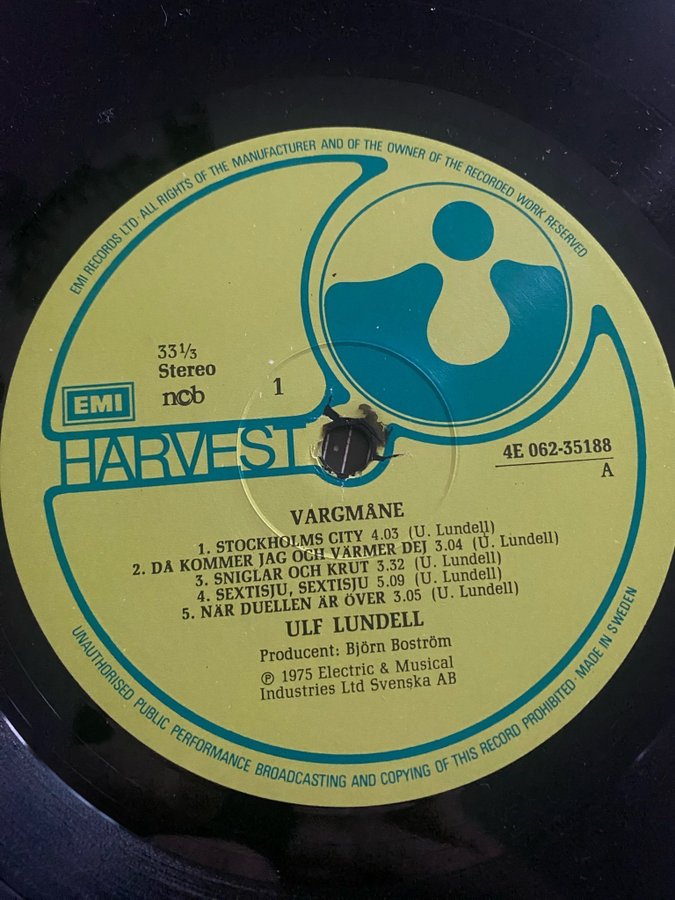 EMI RECORDS LTD·ALL RIGHTS OF THE MANUFACTURER AND OF THE OWNER OF THE RECORDED WORK RESERVED
33⅓
Stereo
ncb
1
EMI
HARVEST
4E 062-35188
A
VARGMÅNE
1. STOCKHOLMS CITY 4.03 (U. Lundell)
2. DÅ KOMMER JAG OCH VÄRMER DEJ 3.04 (U. Lundell)
3. SNIGLAR OCH KRUT 3.32 (U. Lundell)
4. SEXTISJU, SEXTISJU 5.09 (U. Lundell)
5. NÄR DUELLEN ÄR ÖVER 3.05 (U. Lundell)
ULF LUNDELL
Producent: Björn Boström
℗ 1975 Electric & Musical
Industries Ltd Svenska AB
UNAUTHORISED PUBLIC PERFORMANCE BROADCASTING AND COPYING OF THIS RECORD PROHIBITED·MADE IN SWEDEN